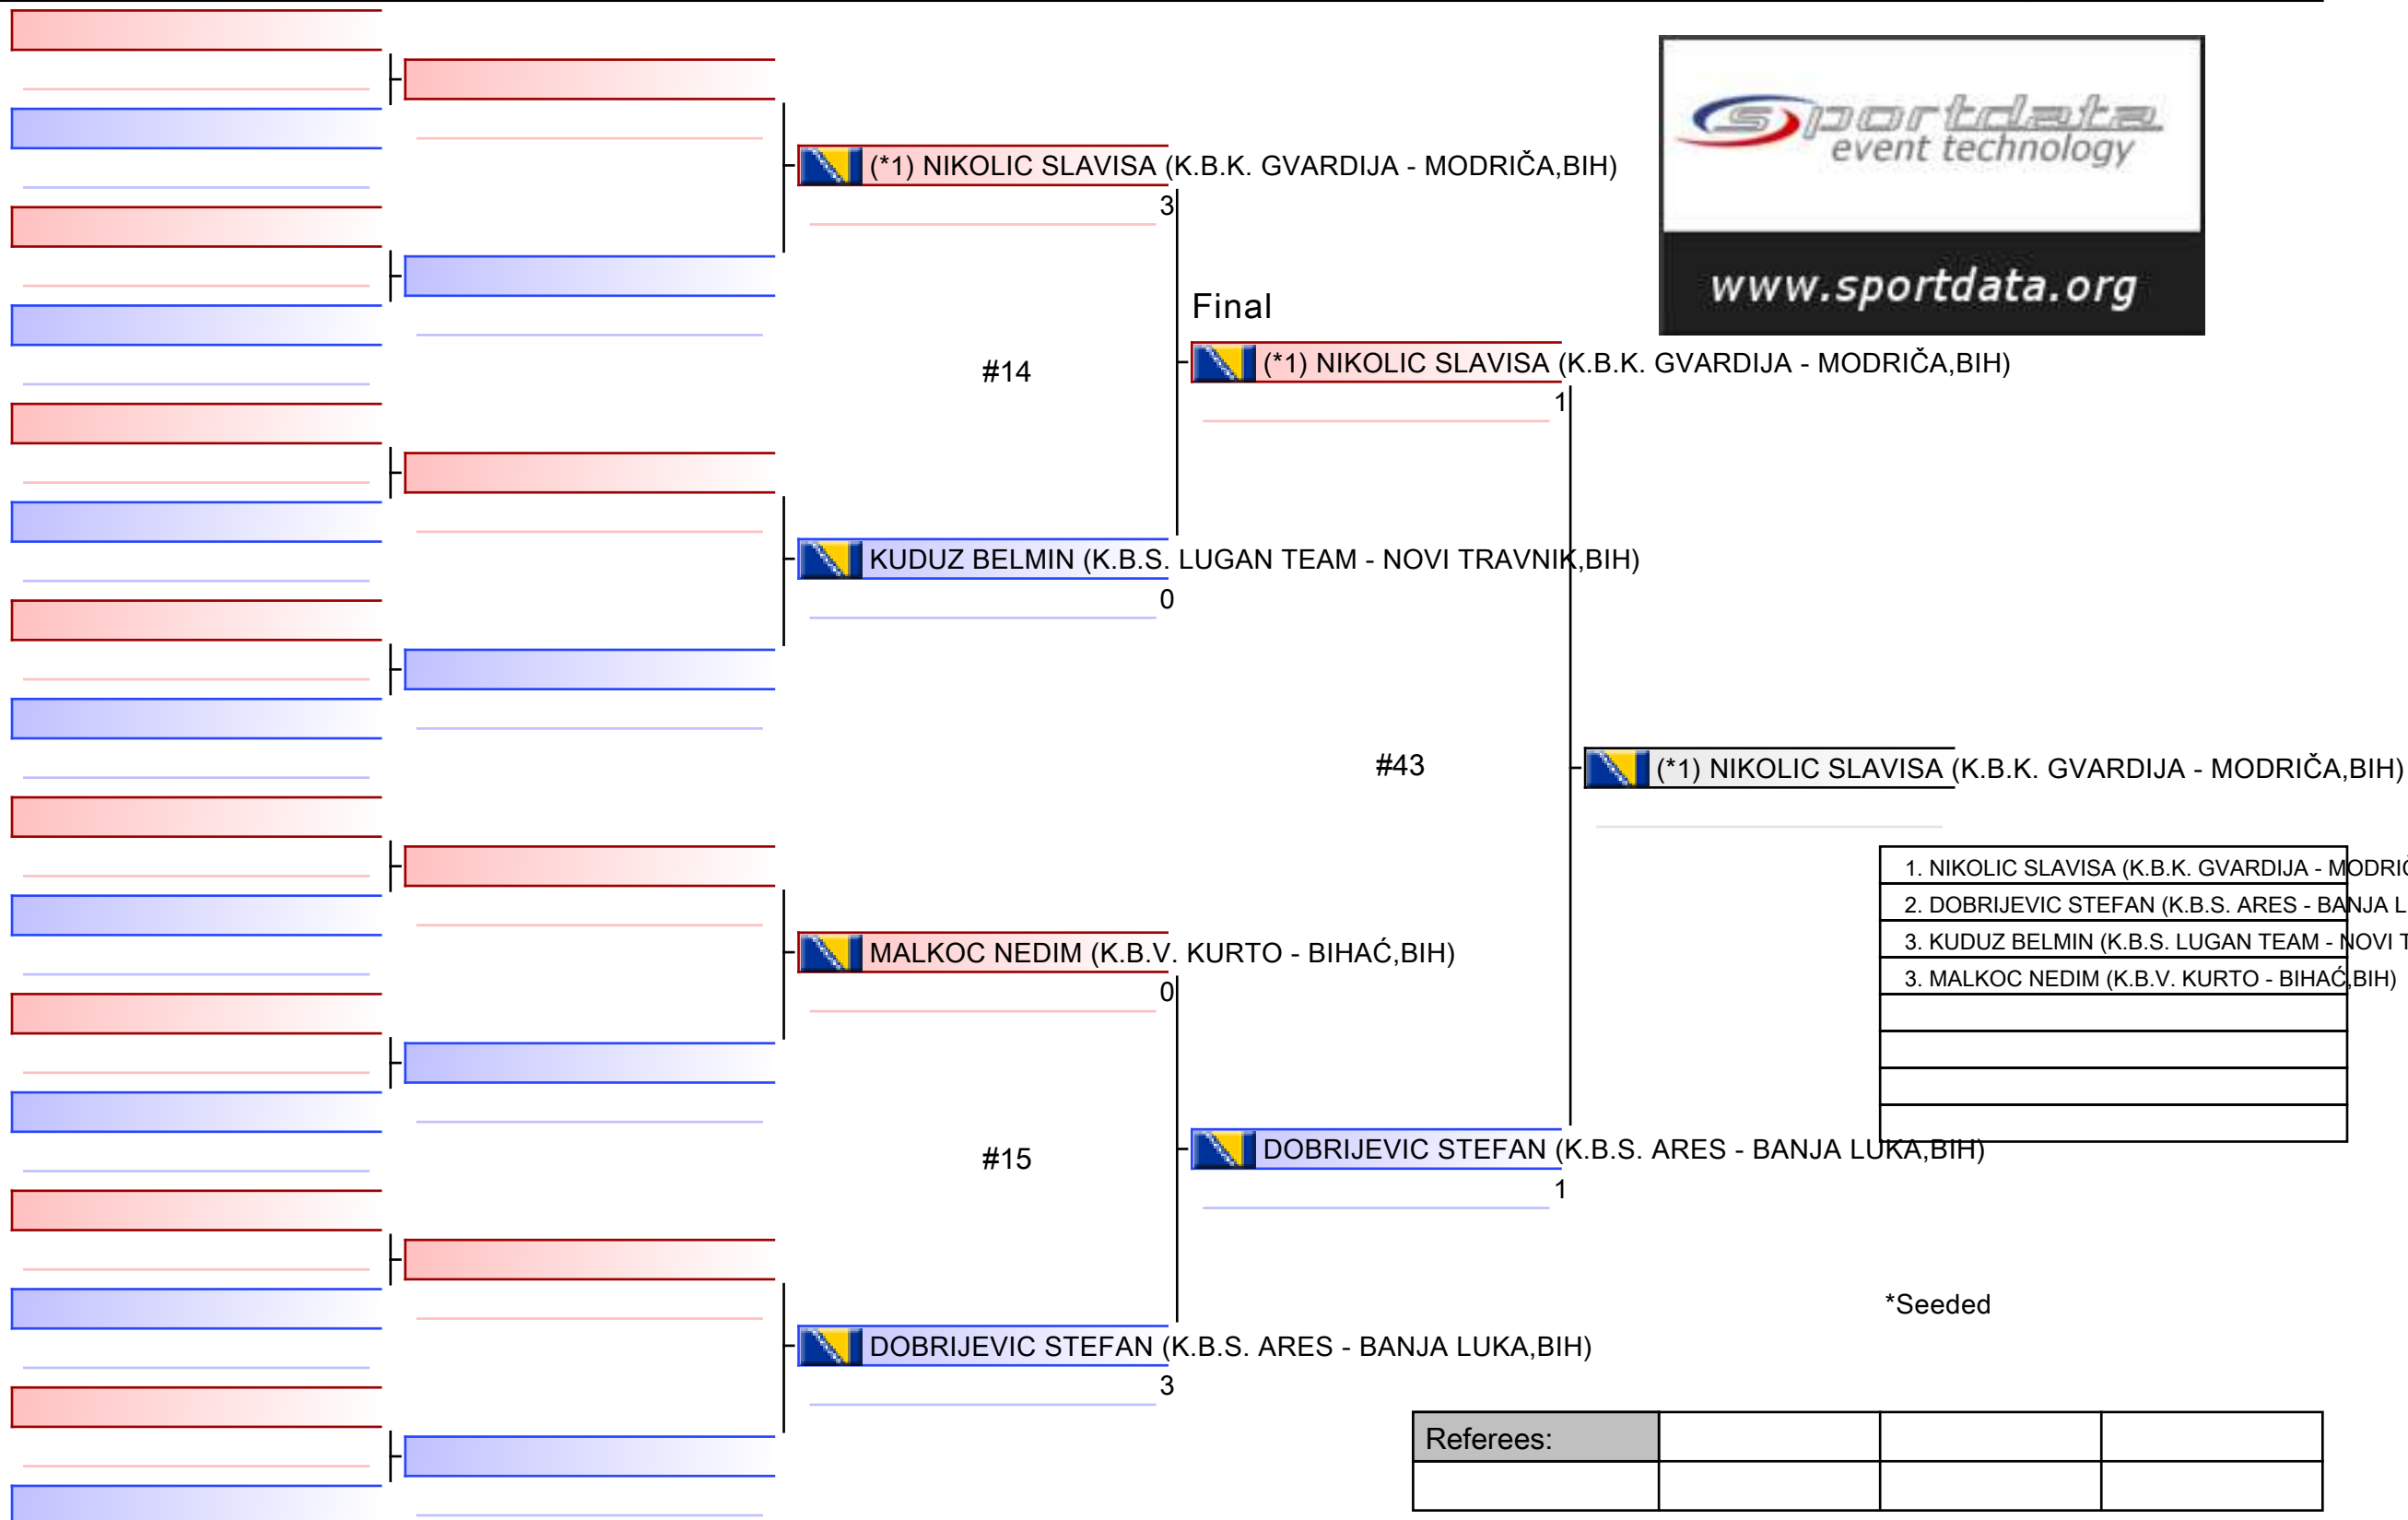 sportdata
event technology
www.sportdata.org
(*1) NIKOLIC SLAVISA (K.B.K. GVARDIJA - MODRIČA,BIH)
3
Final
#14
(*1) NIKOLIC SLAVISA (K.B.K. GVARDIJA - MODRIČA,BIH)
1
KUDUZ BELMIN (K.B.S. LUGAN TEAM - NOVI TRAVNIK,BIH)
0
#43
(*1) NIKOLIC SLAVISA (K.B.K. GVARDIJA - MODRIČA,BIH)
1. NIKOLIC SLAVISA (K.B.K. GVARDIJA - MODRIČ
2. DOBRIJEVIC STEFAN (K.B.S. ARES - BANJA L
3. KUDUZ BELMIN (K.B.S. LUGAN TEAM - NOVI T
3. MALKOC NEDIM (K.B.V. KURTO - BIHAĆ,BIH)
MALKOC NEDIM (K.B.V. KURTO - BIHAĆ,BIH)
0
#15
DOBRIJEVIC STEFAN (K.B.S. ARES - BANJA LUKA,BIH)
1
*Seeded
DOBRIJEVIC STEFAN (K.B.S. ARES - BANJA LUKA,BIH)
3
Referees: